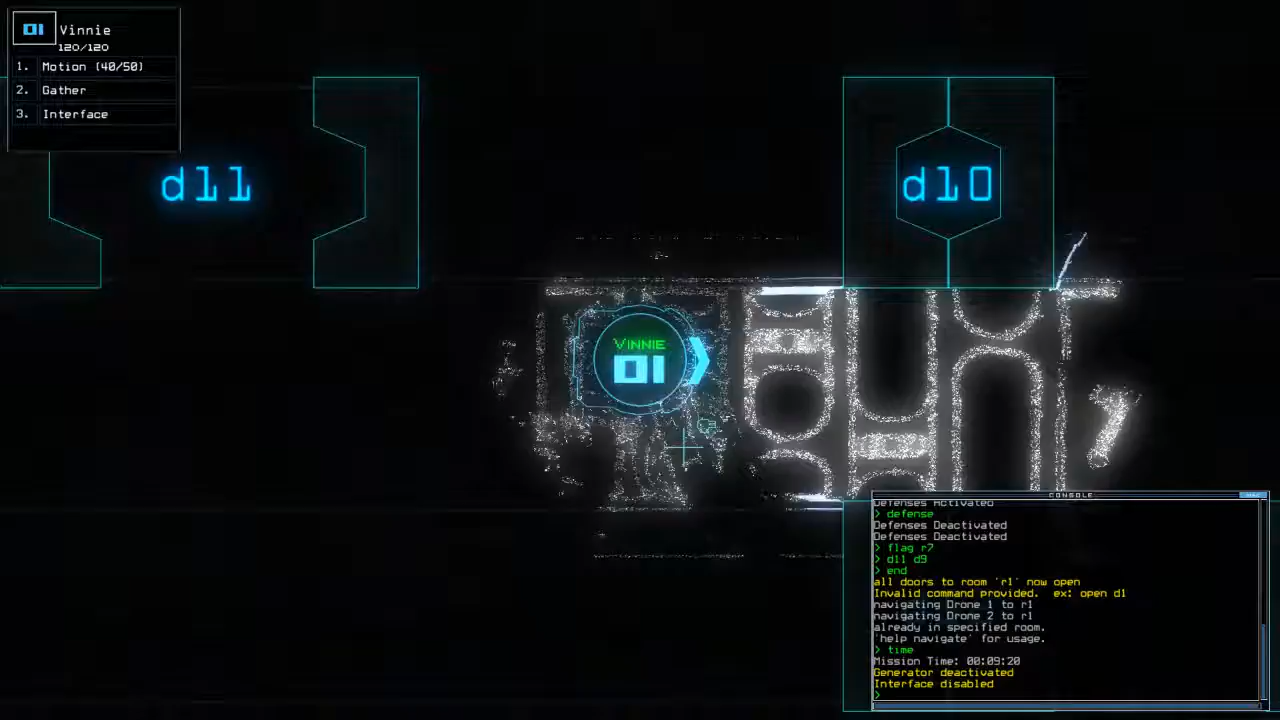 01 Vinnie
120/120
1. Motion (40/50)
2. Gather
3. Interface
d11
d10
VINNIE
01
CONSOLE
Defenses Activated
> defense
Defenses Deactivated
Defenses Deactivated
> flag r7
> d11 d9
> end
all doors to room 'r1' now open
Invalid command provided.  ex: open d1
navigating Drone 1 to r1
navigating Drone 2 to r1
already in specified room.
'help navigate' for usage.
> time
Mission Time: 00:09:20
Generator deactivated
Interface disabled
>